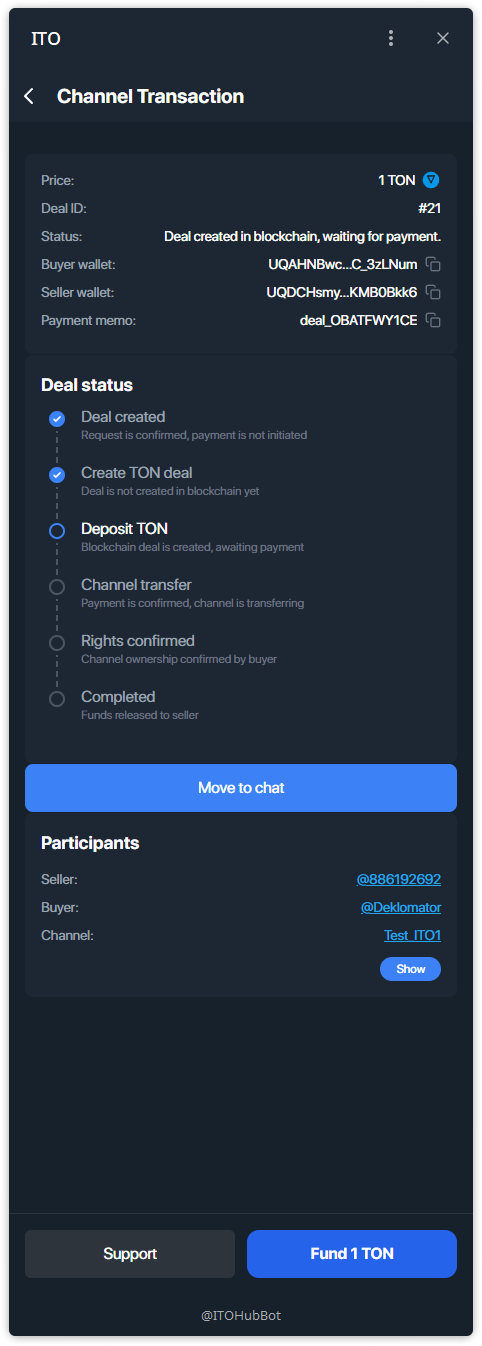 ITO
Channel Transaction
Price: 1 TON
Deal ID: #21
Status: Deal created in blockchain, waiting for payment.
Buyer wallet: UQAHNBwc...C_3zLNum
Seller wallet: UQDCHsmy...KMB0Bkk6
Payment memo: deal_OBATFWY1CE
Deal status
Deal created
Request is confirmed, payment is not initiated
Create TON deal
Deal is not created in blockchain yet
Deposit TON
Blockchain deal is created, awaiting payment
Channel transfer
Payment is confirmed, channel is transferring
Rights confirmed
Channel ownership confirmed by buyer
Completed
Funds released to seller
Move to chat
Participants
Seller: @886192692
Buyer: @Deklomator
Channel: Test_ITO1
Show
Support
Fund 1 TON
@ITOHubBot